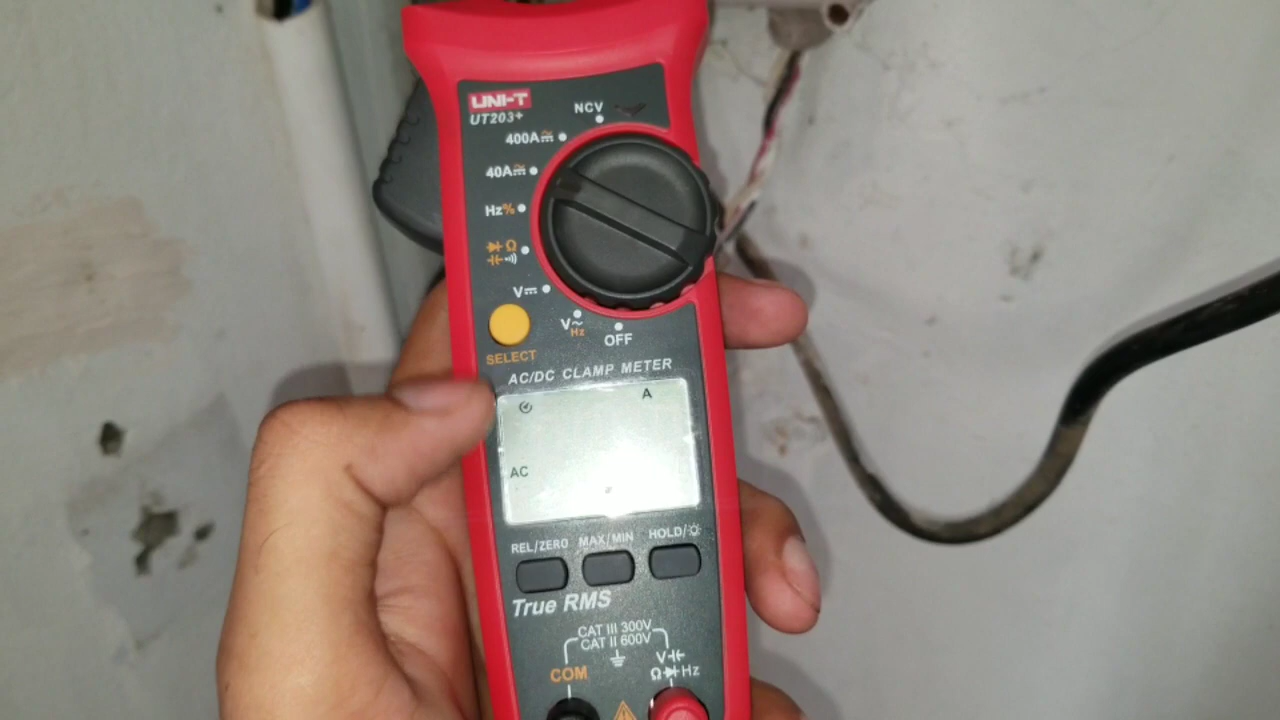 UNI-T
UT203+
NCV
400A
40A
Hz%
Ω
V
V~
Hz
OFF
SELECT
AC/DC CLAMP METER
A
AC
REL/ZERO MAX/MIN HOLD/
True RMS
CAT III 300V
CAT II 600V
COM
V
Ω Hz